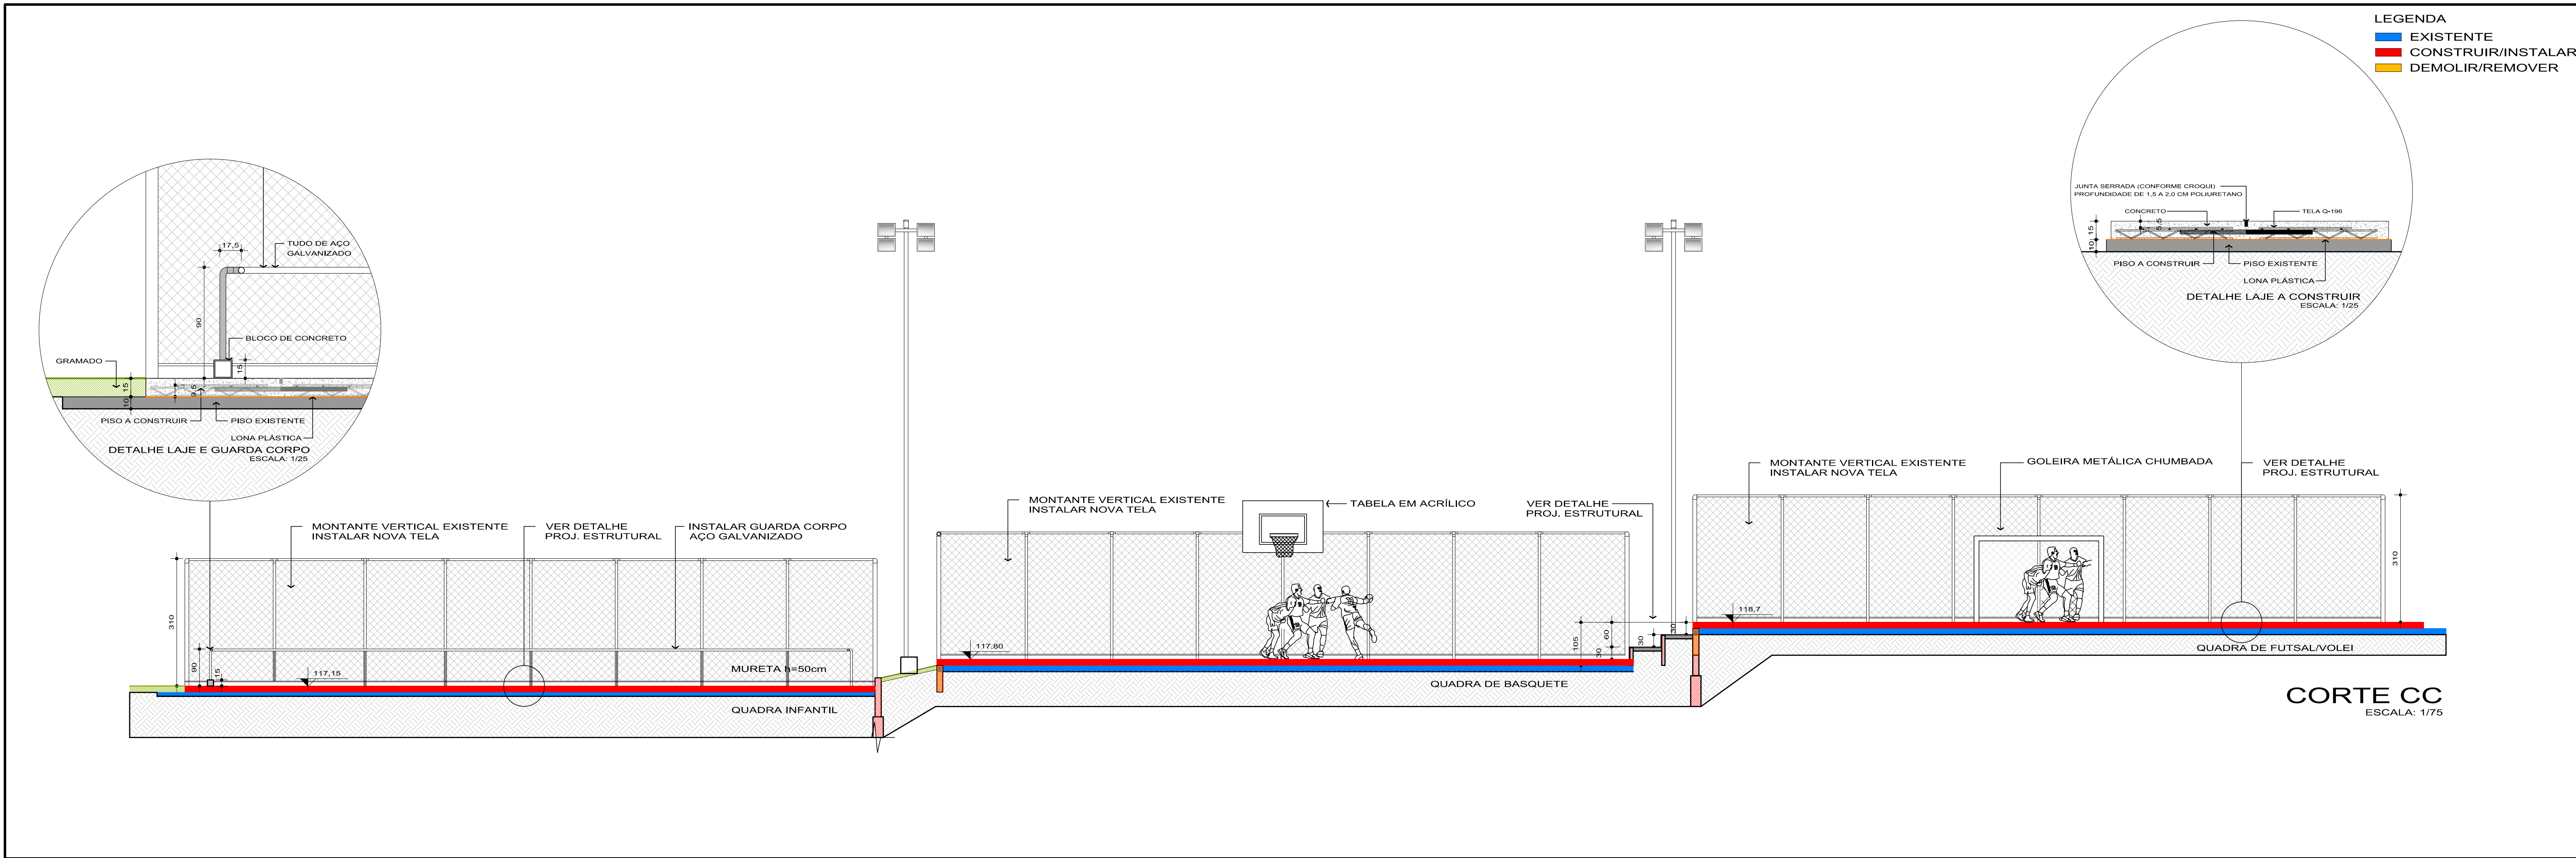 LEGENDA
EXISTENTE
CONSTRUIR/INSTALAR
DEMOLIR/REMOVER
17,5
TUDO DE AÇO
GALVANIZADO
90
BLOCO DE CONCRETO
GRAMADO
15
15
10
PISO A CONSTRUIR
PISO EXISTENTE
LONA PLÁSTICA
DETALHE LAJE E GUARDA CORPO
ESCALA: 1/25
JUNTA SERRADA (CONFORME CROQUI)
PROFUNDIDADE DE 1,5 A 2,0 CM POLIURETANO
CONCRETO
TELA Q-196
5,5
15
10
PISO A CONSTRUIR
PISO EXISTENTE
LONA PLÁSTICA
DETALHE LAJE A CONSTRUIR
ESCALA: 1/25
MONTANTE VERTICAL EXISTENTE
INSTALAR NOVA TELA
VER DETALHE
PROJ. ESTRUTURAL
INSTALAR GUARDA CORPO
AÇO GALVANIZADO
310
90
15
117,15
MURETA h=50cm
QUADRA INFANTIL
MONTANTE VERTICAL EXISTENTE
INSTALAR NOVA TELA
TABELA EM ACRÍLICO
VER DETALHE
PROJ. ESTRUTURAL
117,80
105
60
30
30
30
QUADRA DE BASQUETE
MONTANTE VERTICAL EXISTENTE
INSTALAR NOVA TELA
GOLEIRA METÁLICA CHUMBADA
VER DETALHE
PROJ. ESTRUTURAL
118,7
310
QUADRA DE FUTSAL/VOLEI
CORTE CC
ESCALA: 1/75